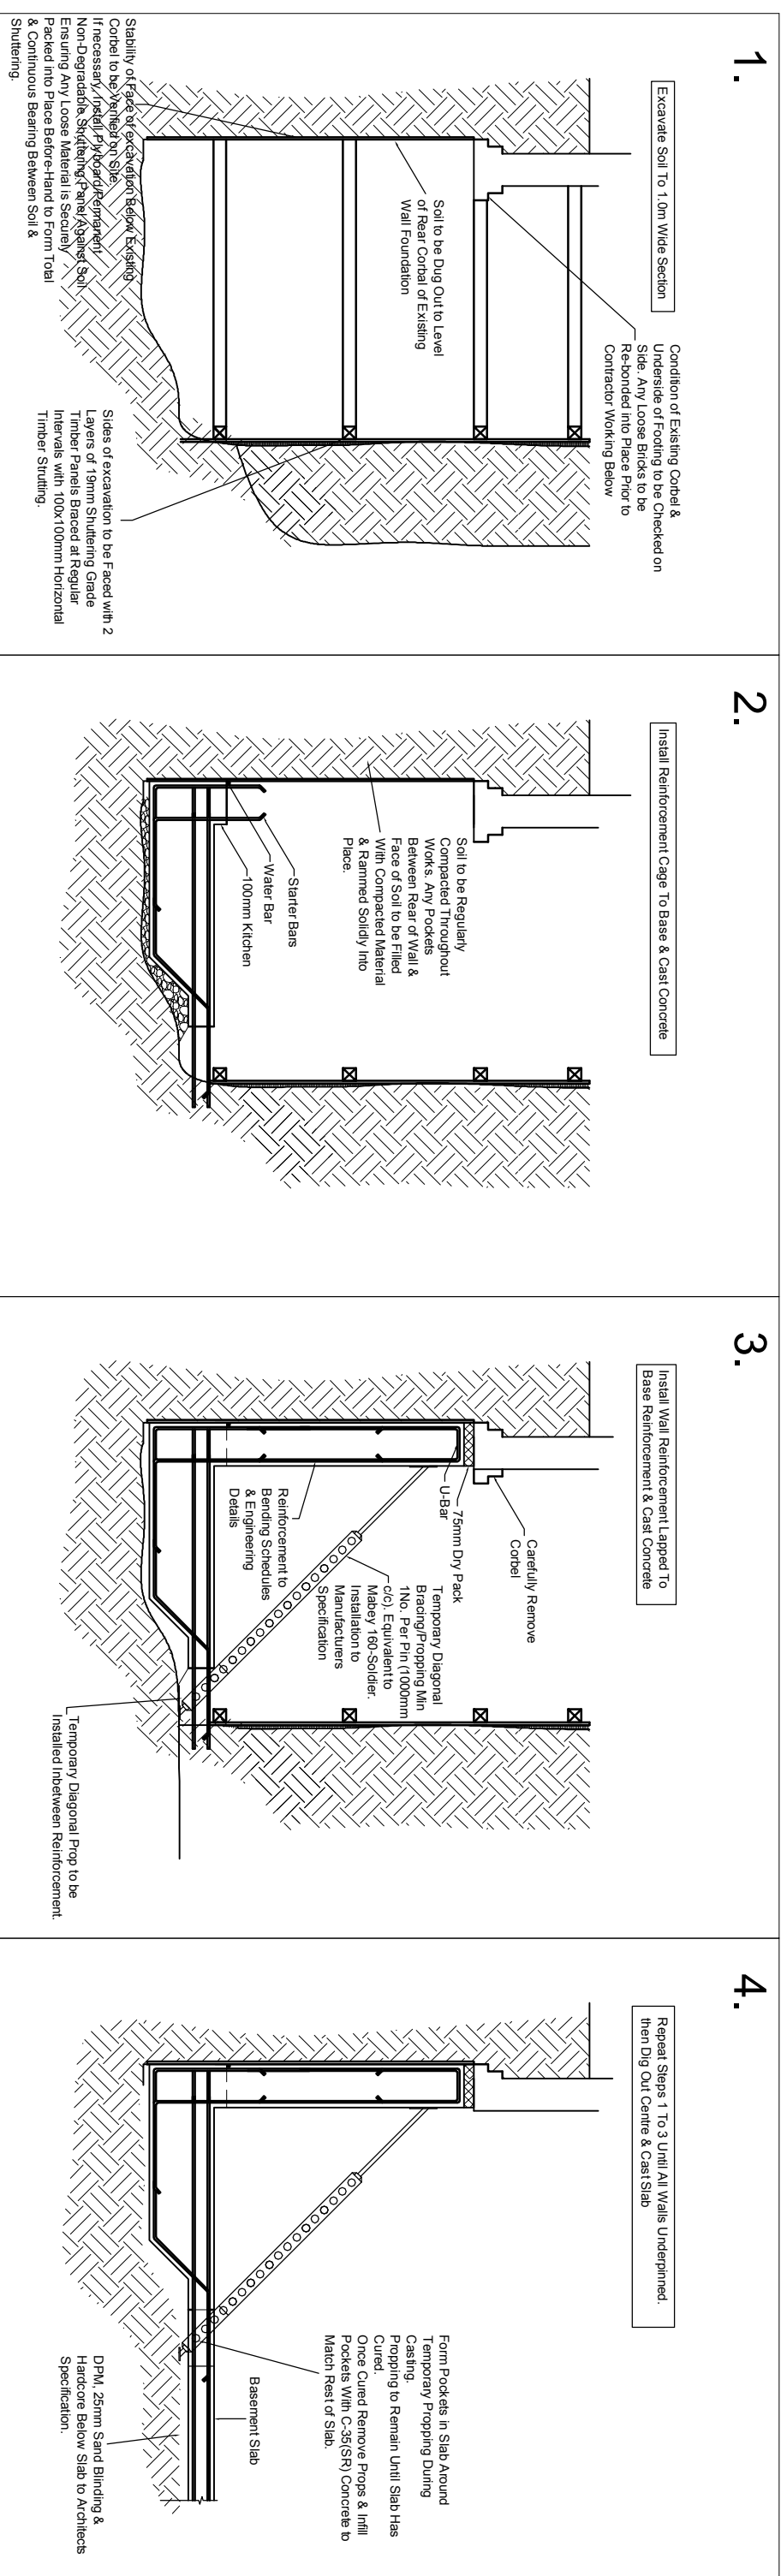 1.
Excavate Soil To 1.0m Wide Section
Condition of Existing Corbel &
Underside of Footing to be Checked on
Side. Any Loose Bricks to be
Re-bonded into Place Prior to
Contractor Working Below
Soil to be Dug Out to Level
of Rear Corbal of Existing
Wall Foundation
Stability of Face of excavation Below Existing
Corbel to be Verified on Site.
If necessary, Install Plyboard/Permanent
Non-Degradable Shuttering Panel Against Soil
Ensuring Any Loose Material is Securely
Packed into Place Before-Hand to Form Total
& Continuous Bearing Between Soil &
Shuttering.
Sides of excavation to be Faced with 2
Layers of 19mm Shuttering Grade
Timber Panels Braced at Regular
Intervals with 100x100mm Horizontal
Timber Strutting.
2.
Install Reinforcement Cage To Base & Cast Concrete
Soil to be Regularly
Compacted Throughout
Works. Any Pockets
Between Rear of Wall &
Face of Soil to be Filled
With Compacted Material
& Rammed Solidly Into
Place.
Starter Bars
Water Bar
100mm Kitchen
3.
Install Wall Reinforcement Lapped To
Base Reinforcement & Cast Concrete
Carefully Remove
Corbel
75mm Dry Pack
U-Bar
Temporary Diagonal
Bracing/Propping Min
1No. Per Pin (1000mm
c/c). Equivalent to
Mabey 160-Soldier.
Installation to
Manufacturers
Specification
Reinforcement to
Bending Schedules
& Engineering
Details
Temporary Diagonal Prop to be
Installed Inbetween Reinforcement.
4.
Repeat Steps 1 To 3 Until All Walls Underpinned.
then Dig Out Centre & Cast Slab
Form Pockets in Slab Around
Temporary Propping During
Casting.
Propping to Remain Until Slab Has
Cured.
Once Cured Remove Props & Infill
Pockets With C-35(SR) Concrete to
Match Rest of Slab.
Basement Slab
DPM, 25mm Sand Blinding &
Hardcore Below Slab to Architects
Specification.